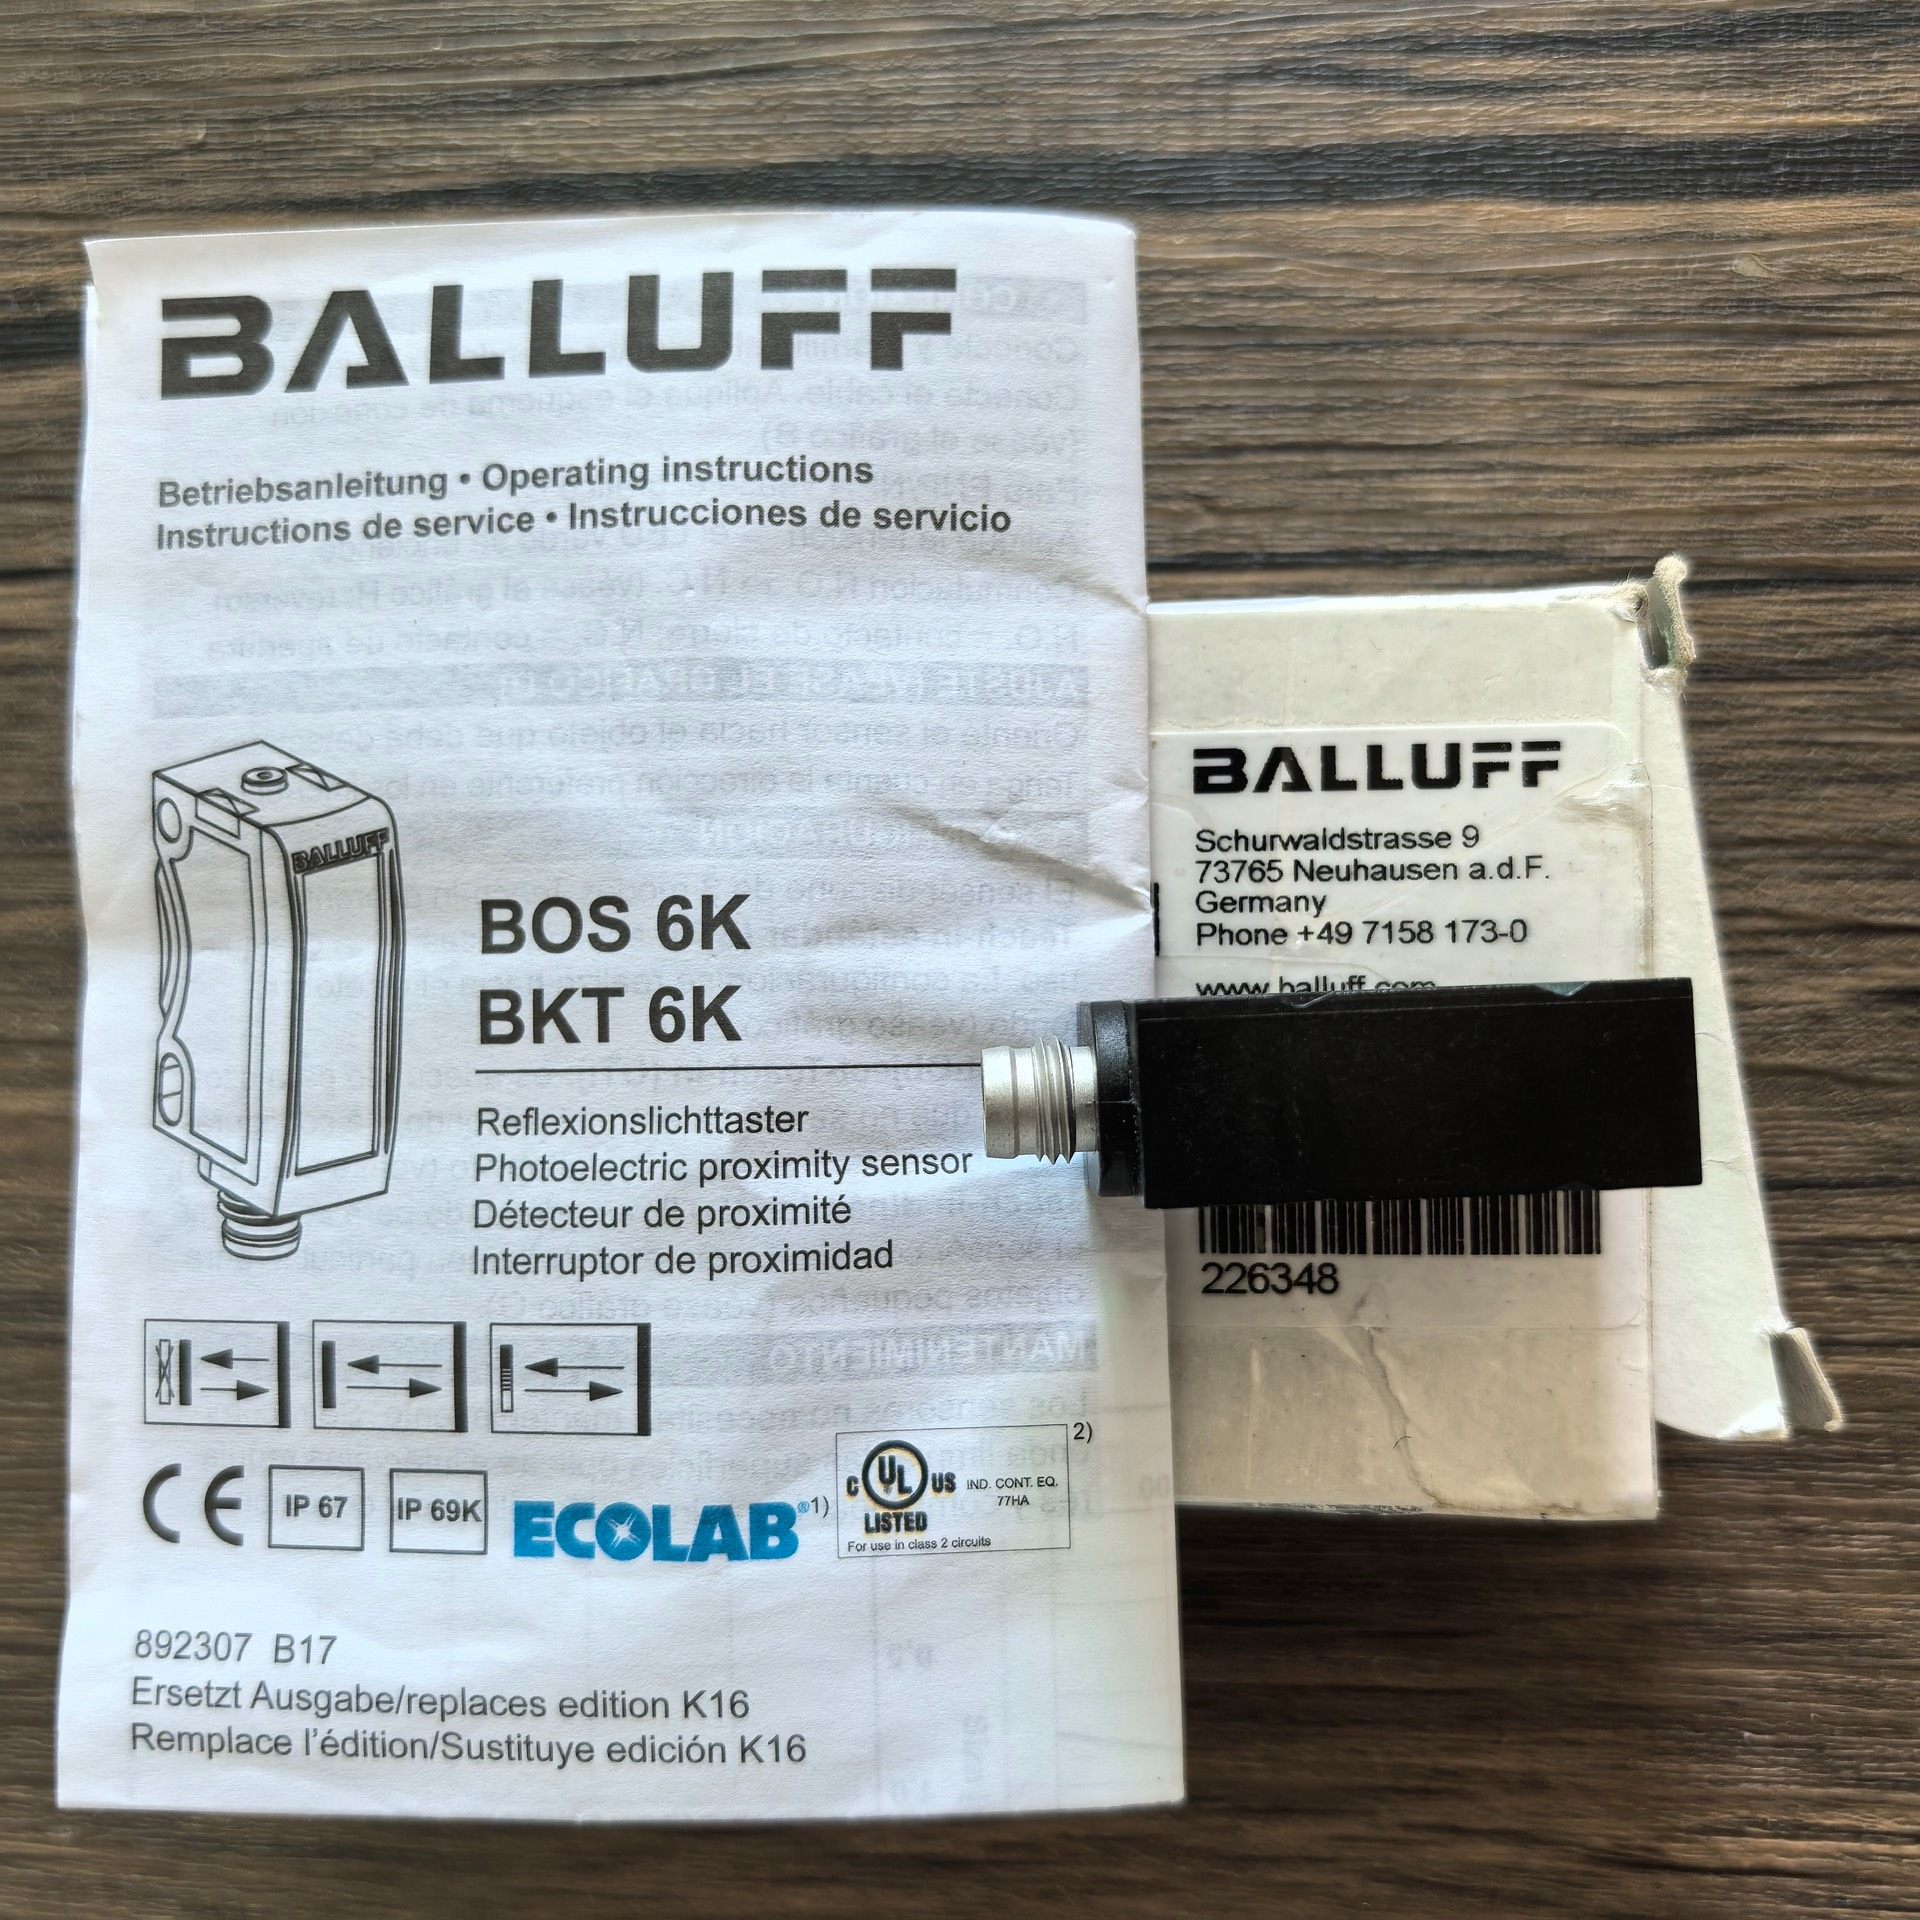 BALLUFF
Betriebsanleitung • Operating instructions
Instructions de service • Instrucciones de servicio
BALLUFF
BOS 6K
BKT 6K
Reflexionslichttaster
Photoelectric proximity sensor
Détecteur de proximité
Interruptor de proximidad
CE
IP 67
IP 69K
ECOLAB®1)
C UL US IND. CONT. EQ.
77HA
LISTED
For use in class 2 circuits
2)
892307 B17
Ersetzt Ausgabe/replaces edition K16
Remplace l'édition/Sustituye edición K16
BALLUFF
Schurwaldstrasse 9
73765 Neuhausen a.d.F.
Germany
Phone +49 7158 173-0
www.balluff.com
226348